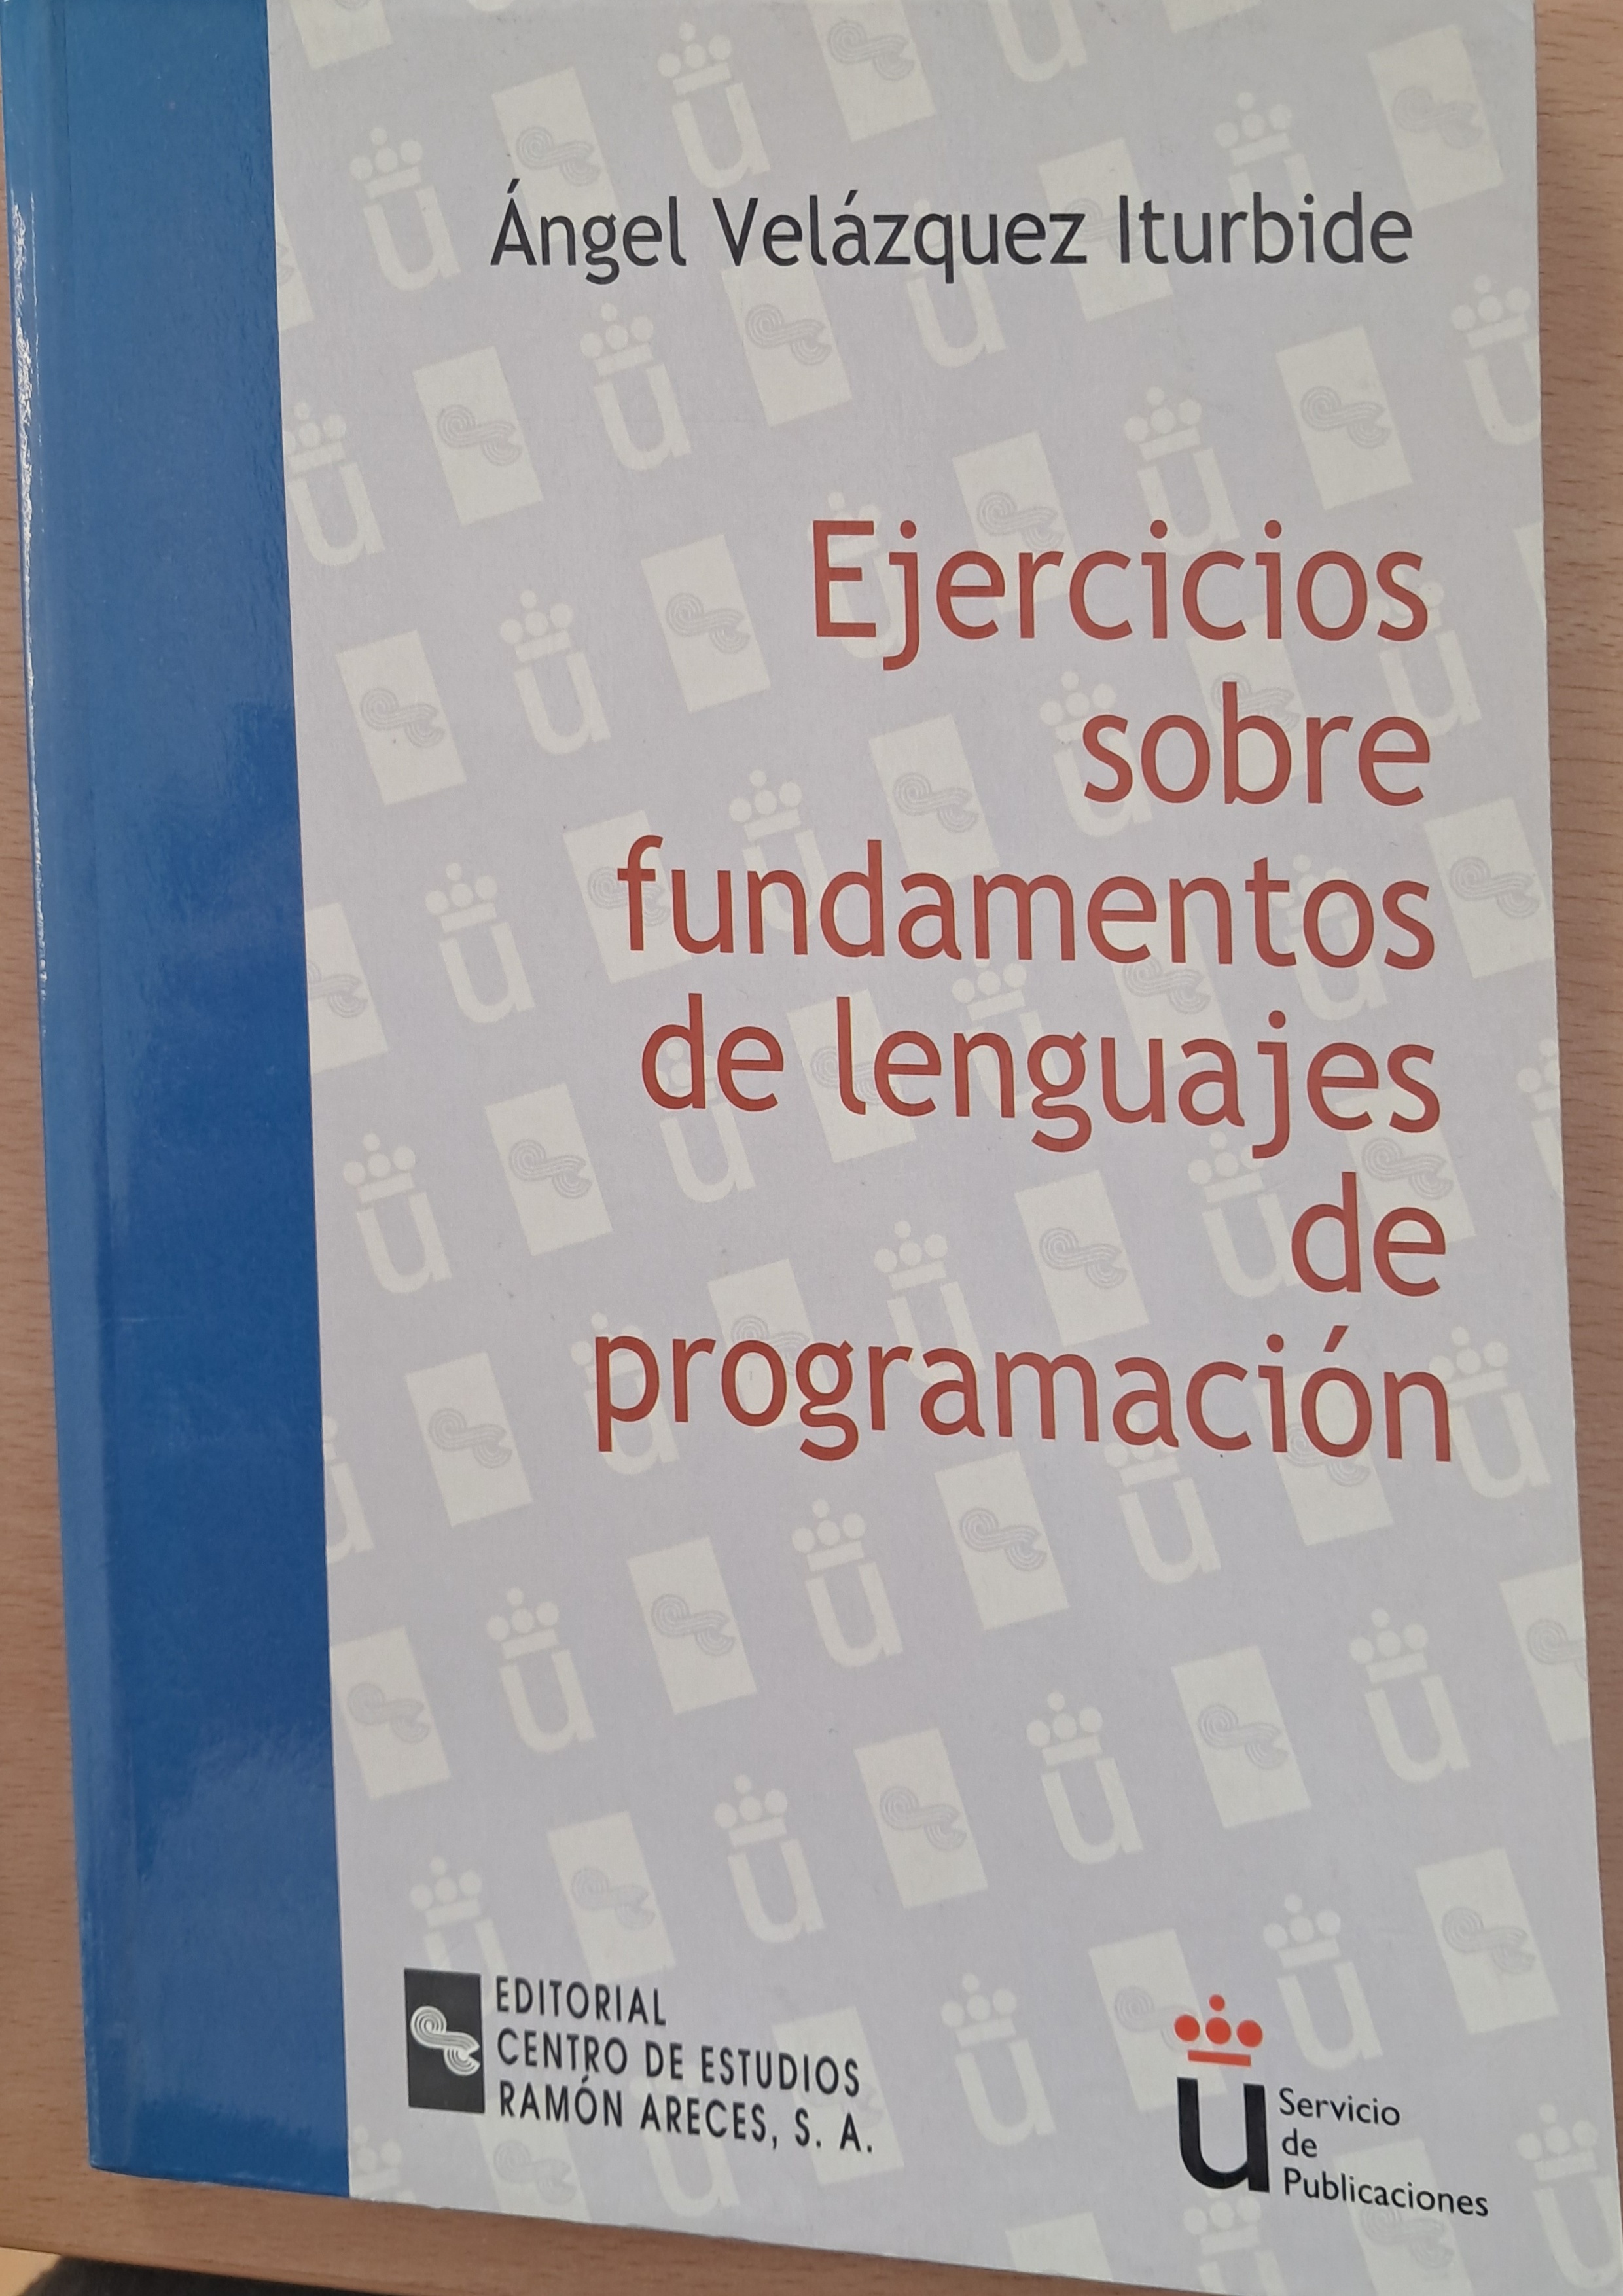 Ángel Velázquez Iturbide
Ejercicios
sobre
fundamentos
de lenguajes
de
programación
EDITORIAL
CENTRO DE ESTUDIOS
RAMÓN ARECES, S. A.
u
Servicio
de
Publicaciones